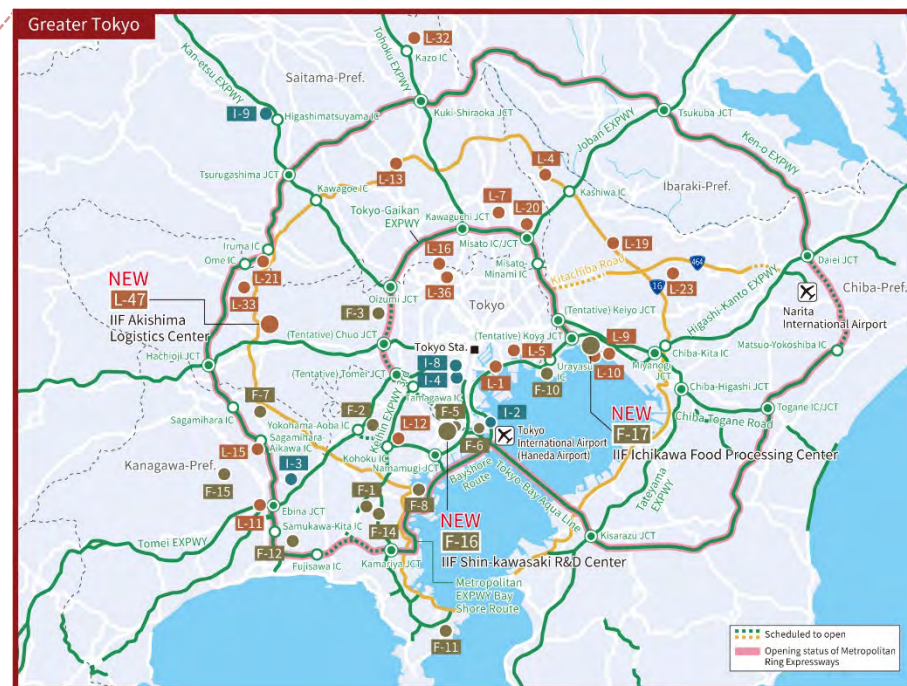 Greater Tokyo
L-32
Kazo IC
Kan-etsu EXPWY
Tohoku EXPWY
Saitama-Pref.
I-9
Higashimatsuyama IC
Kuki-Shiraoka JCT
Tsukuba JCT
Joban EXPWY
Ken-o EXPWY
L-4
L-13
Tsurugashima JCT
Kawagoe IC
Kashiwa IC
Ibaraki-Pref.
L-7
L-20
Tokyo-Gaikan
EXPWY
Kawaguchi JCT
Misato IC/JCT
L-19
Iruma IC
Ome IC
L-16
Misato-
Minami IC
Kitachiba Road
464
Daiei JCT
L-21
NEW
L-47
IIF Akishima
Logistics Center
L-33
L-36
Oizumi JCT
Tokyo
16
L-23
Higashi-Kanto EXPWY
Chiba-Pref.
Narita
International Airport
F-3
(Tentative) Keiyo JCT
(Tentative) Chuo JCT
Tokyo Sta.
(Tentative) Koya JCT
L-9
L-5
Matsuo-Yokoshiba IC
Chiba-Kita IC
Hachioji JCT
I-8
I-4
L-1
Urayasu
IC
F-10
L-10
Miyanogi
JCT
(Tentative) Tomei JCT
Tamagawa IC
Chiba-Higashi JCT
Keihin EXPWY 3rd
F-7
F-2
F-5
I-2
Togane IC/JCT
Chiba-Togane Road
Sagamihara IC
Yokohama-Aoba IC
L-12
F-6
Tokyo
International Airport
(Haneda Airport)
NEW
F-17
IIF Ichikawa Food Processing Center
Sagamihara-
Aikawa IC
Kohoku IC
L-15
Namamugi-JCT
Kanagawa-Pref.
I-3
Bayshore
Route
Tokyo Bay Aqua Line
Tateyama
EXPWY
F-15
F-1
F-8
L-11
Ebina JCT
F-14
NEW
F-16
IIF Shin-kawasaki R&D Center
Samukawa-Kita IC
Kisarazu JCT
Tomei EXPWY
F-12
Fujisawa IC
Kamariya JCT
Metropolitan
EXPWY Bay
Shore Route
F-11
Scheduled to open
Opening status of Metropolitan
Ring Expressways